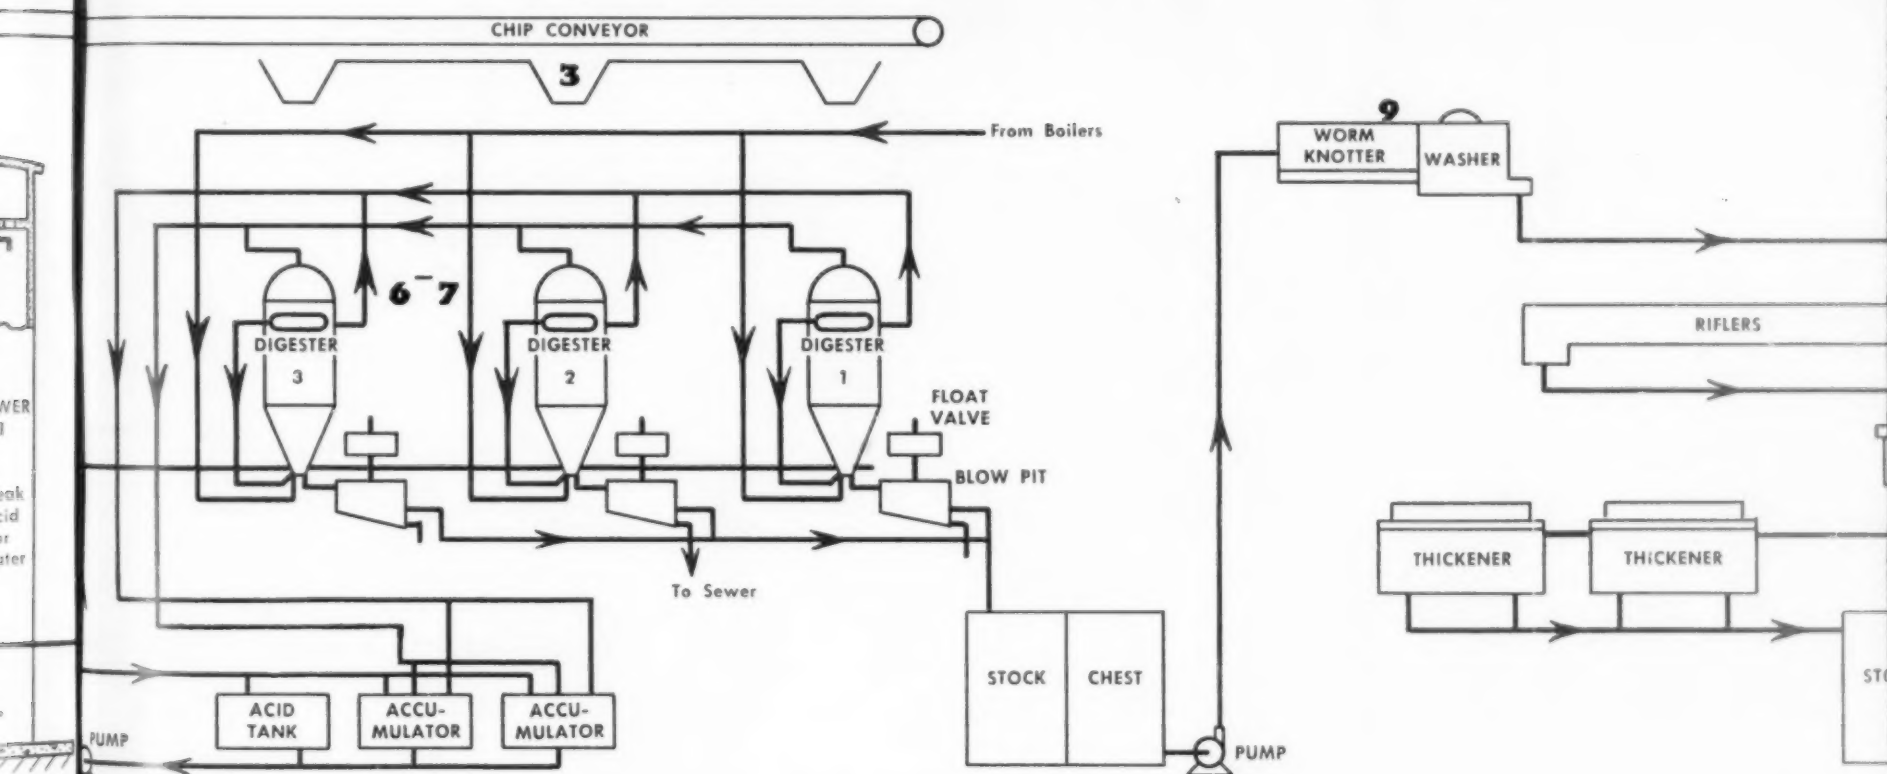 CHIP CONVEYOR
3
From Boilers
9
WORM
KNOTTER
WASHER
6-7
RIFLERS
DIGESTER
3
DIGESTER
2
DIGESTER
1
FLOAT
VALVE
BLOW PIT
To Sewer
THICKENER
THICKENER
STOCK
CHEST
ACID
TANK
ACCU-
MULATOR
ACCU-
MULATOR
PUMP
PUMP